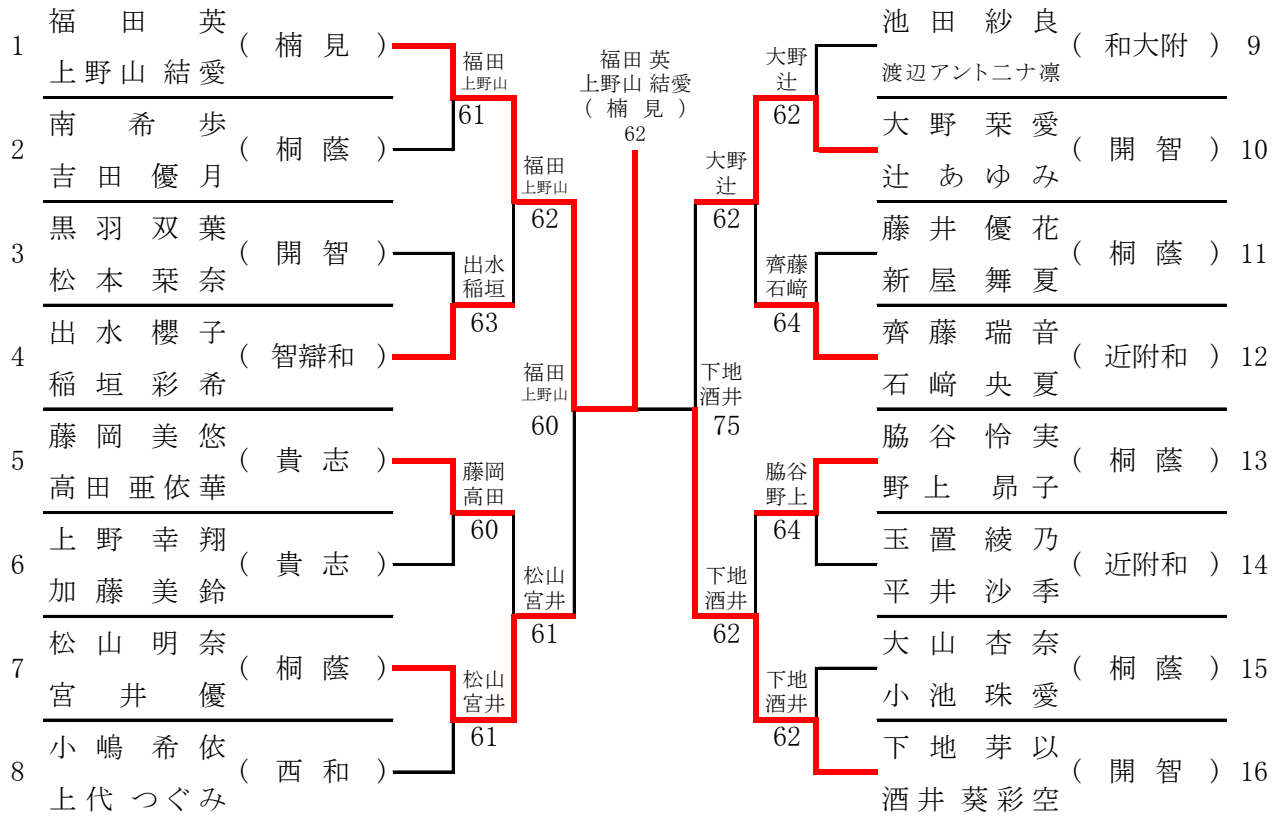 1 福田 英 (楠見)
上野山 結愛
2 南 希歩 (桐蔭)
吉田 優月
3 黒羽 双葉 (開智)
松本 栞奈
4 出水 櫻子 (智辯和)
稲垣 彩希
5 藤岡 美悠 (貴志)
高田 亜依華
6 上野 幸翔 (貴志)
加藤 美鈴
7 松山 明奈 (桐蔭)
宮井 優
8 小嶋 希依 (西和)
上代 つぐみ
福田
上野山
61
出水
稲垣
63
藤岡
高田
60
松山
宮井
61
福田
上野山
62
松山
宮井
61
福田
上野山
60
福田 英
上野山 結愛
(楠見)
62
下地
酒井
75
大野
辻
62
下地
酒井
62
大野
辻
62
齊藤
石﨑
64
脇谷
野上
64
下地
酒井
62
池田紗良 (和大附) 9
渡辺アントニナ凛
大野栞愛 (開智) 10
辻あゆみ
藤井優花 (桐蔭) 11
新屋舞夏
齊藤瑞音 (近附和) 12
石﨑央夏
脇谷怜実 (桐蔭) 13
野上昴子
玉置綾乃 (近附和) 14
平井沙季
大山杏奈 (桐蔭) 15
小池珠愛
下地芽以 (開智) 16
酒井葵彩空